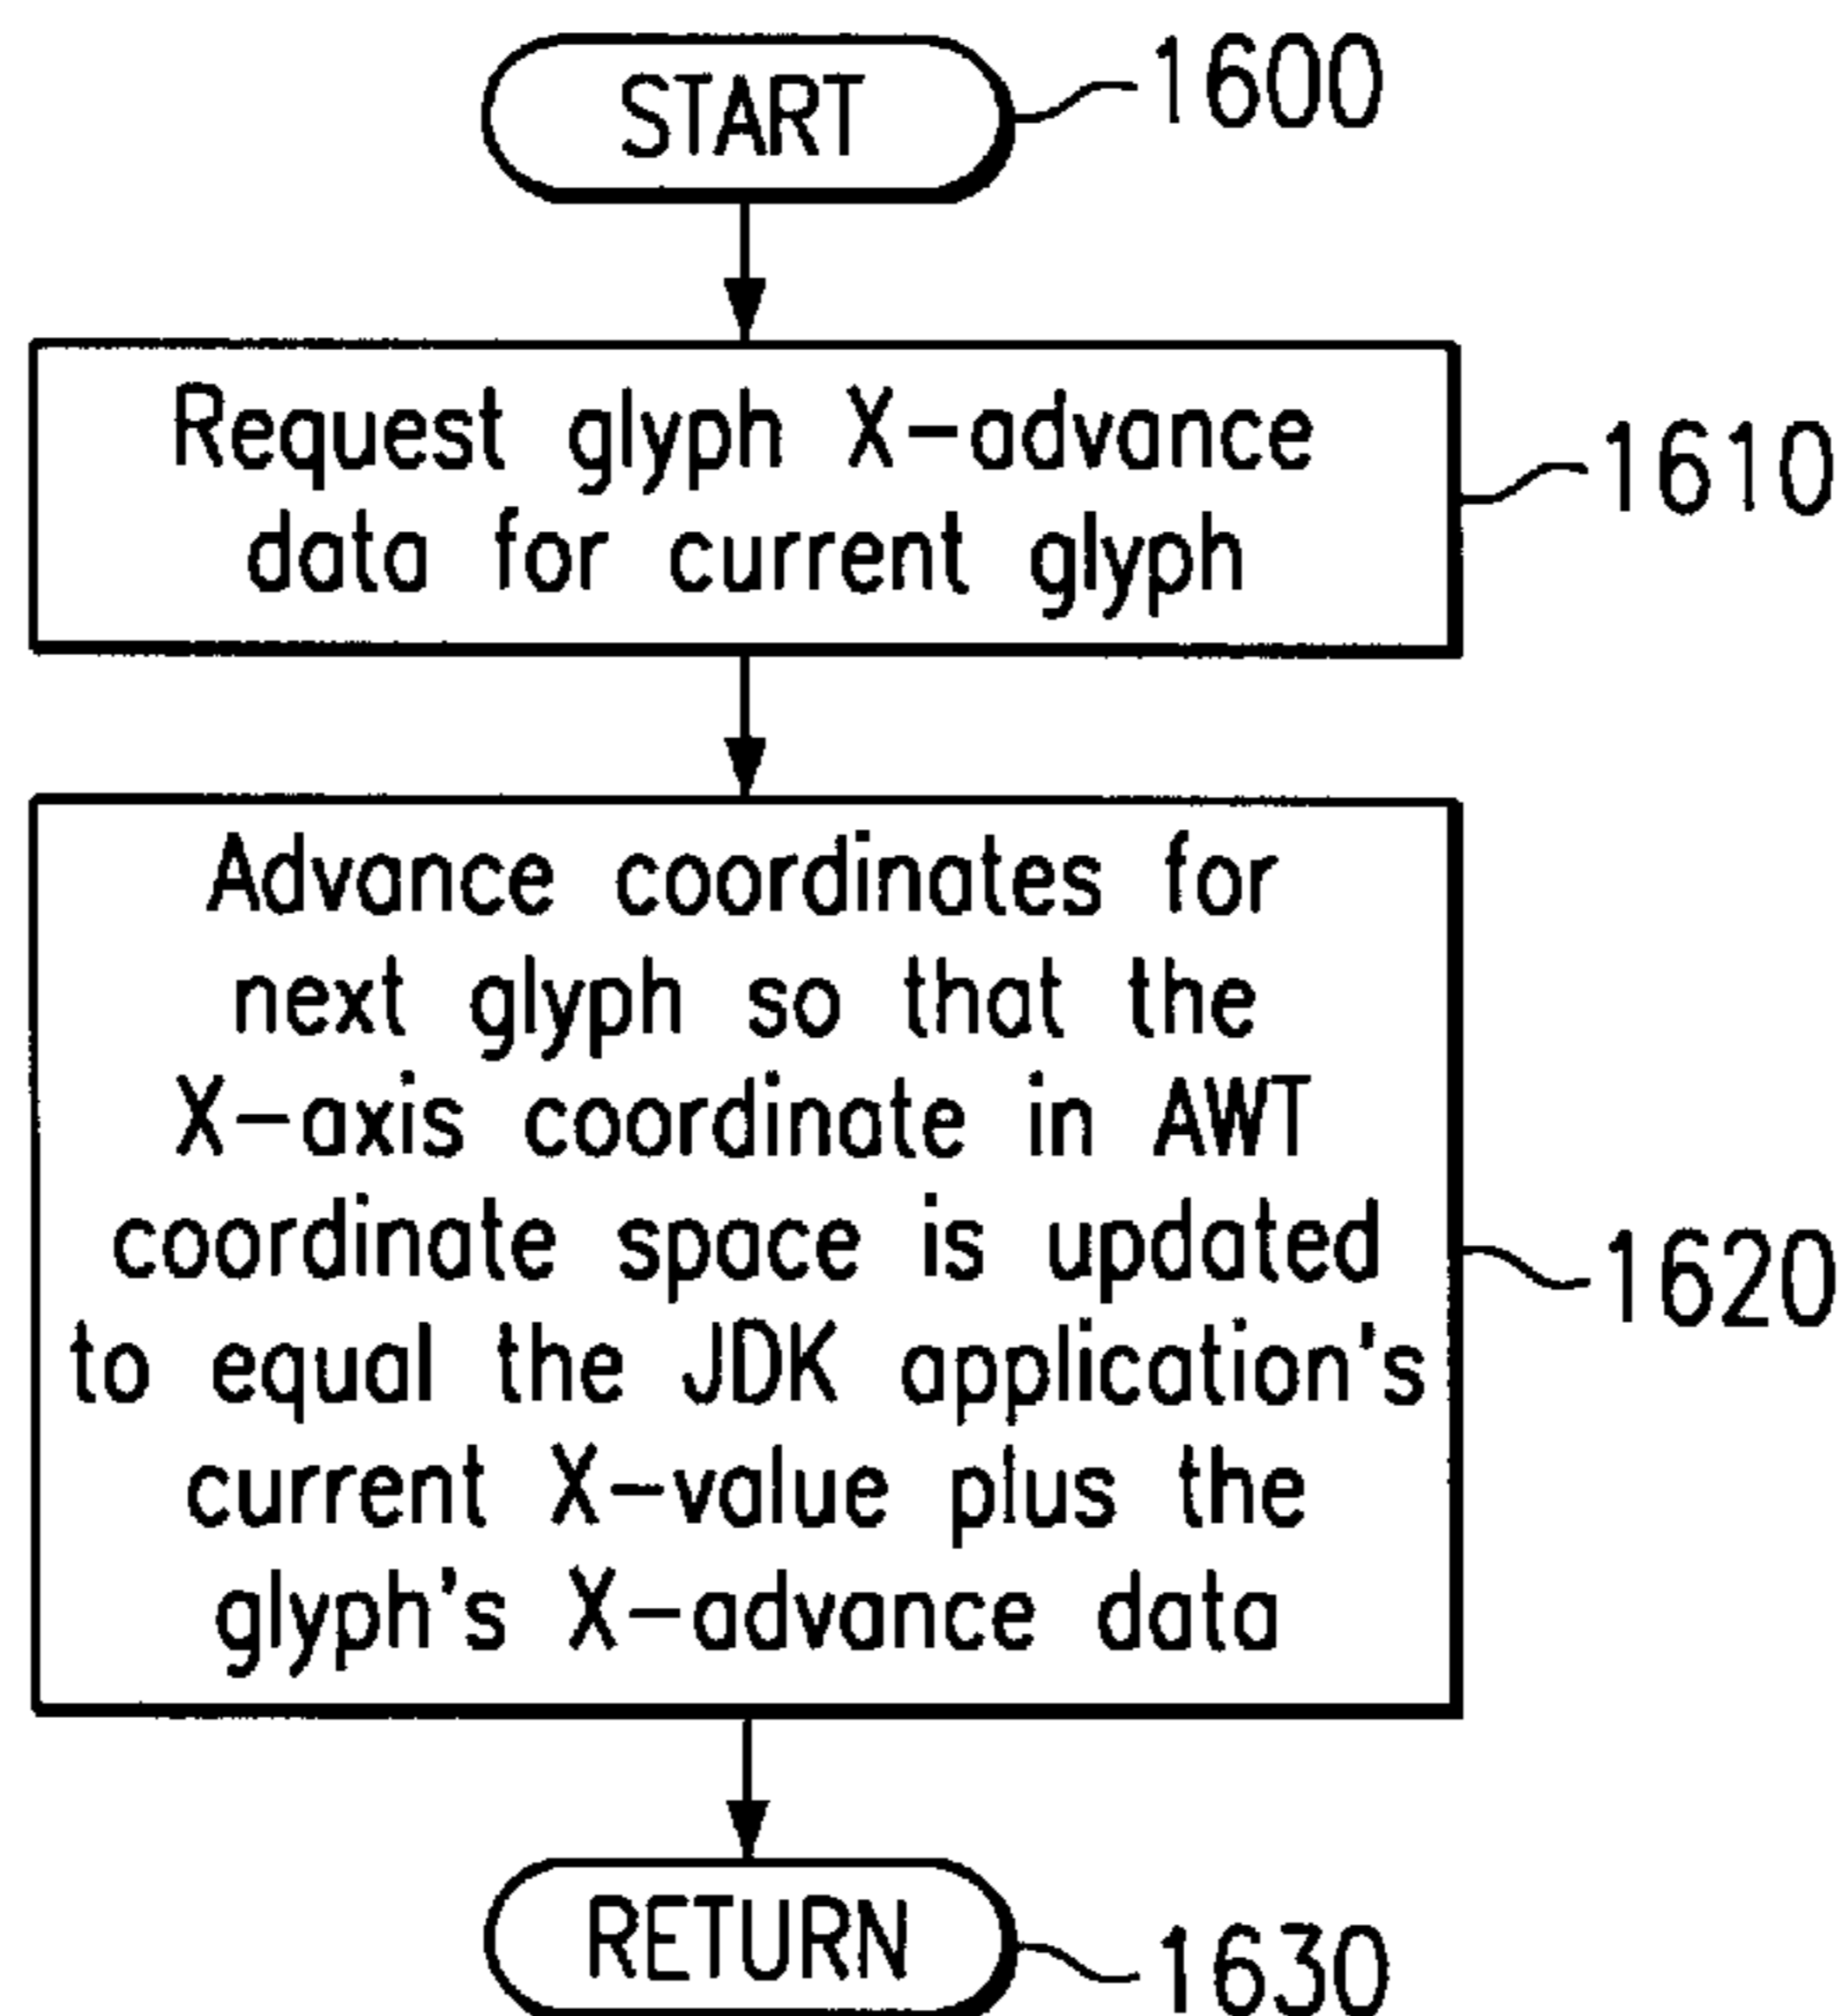 START
1600
Request glyph X-advance
data for current glyph
1610
Advance coordinates for
next glyph so that the
X-axis coordinate in AWT
coordinate space is updated
to equal the JDK application's
current X-value plus the
glyph's X-advance data
1620
RETURN
1630